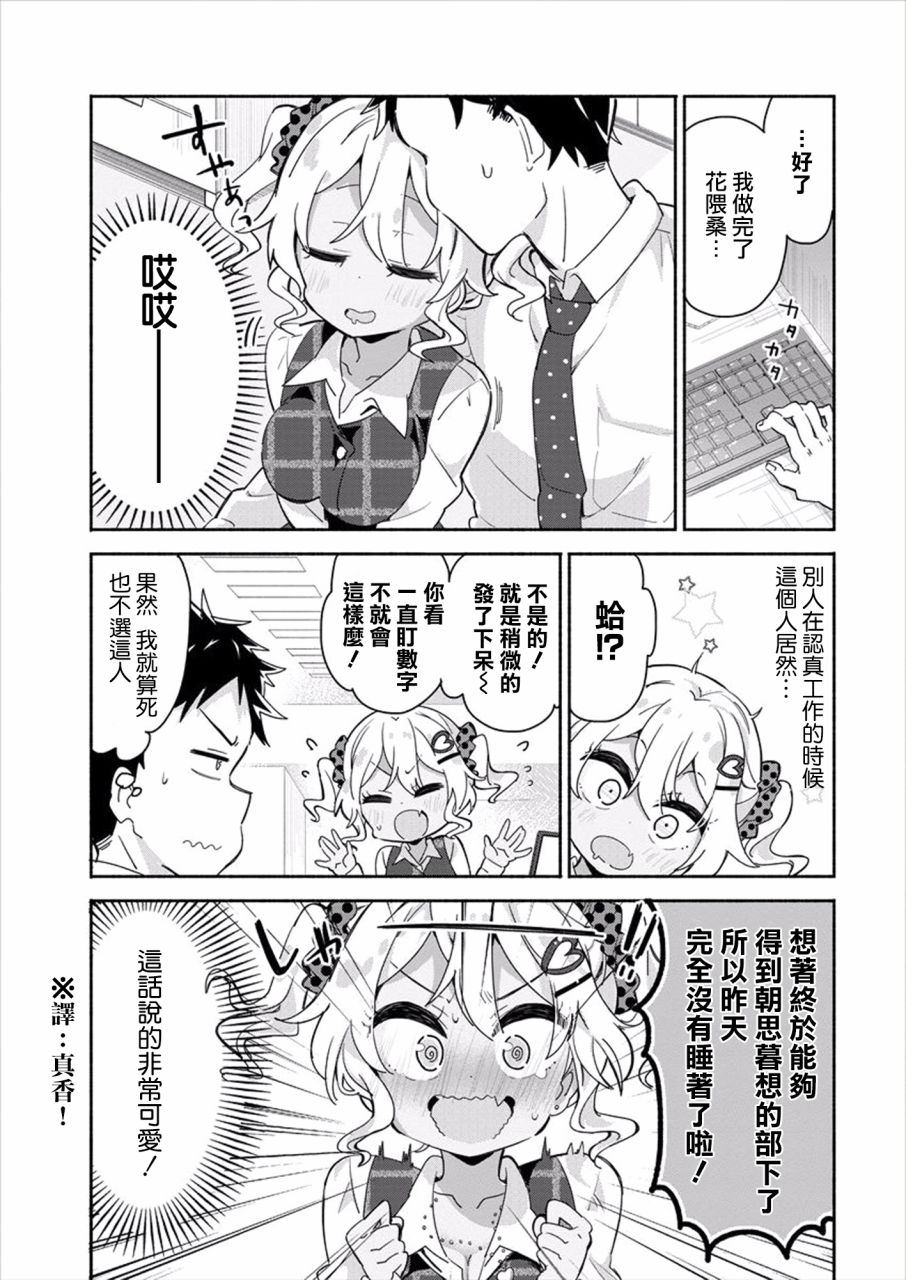 …好了
我做完了
花隈桑…
カタカタ
すやぁっ
哎哎——
別人在認真工作的時候
這個人居然…
蛤!?
不是的！
就是稍微的
發了下呆～
你看
一直盯數字
不就會
這樣麼！
果然 我就算死
也不選這人
想著終於能夠
得到朝思暮想的部下了
所以昨天
完全沒有睡著了啦！
這話說的非常可愛！
※譯：真香！